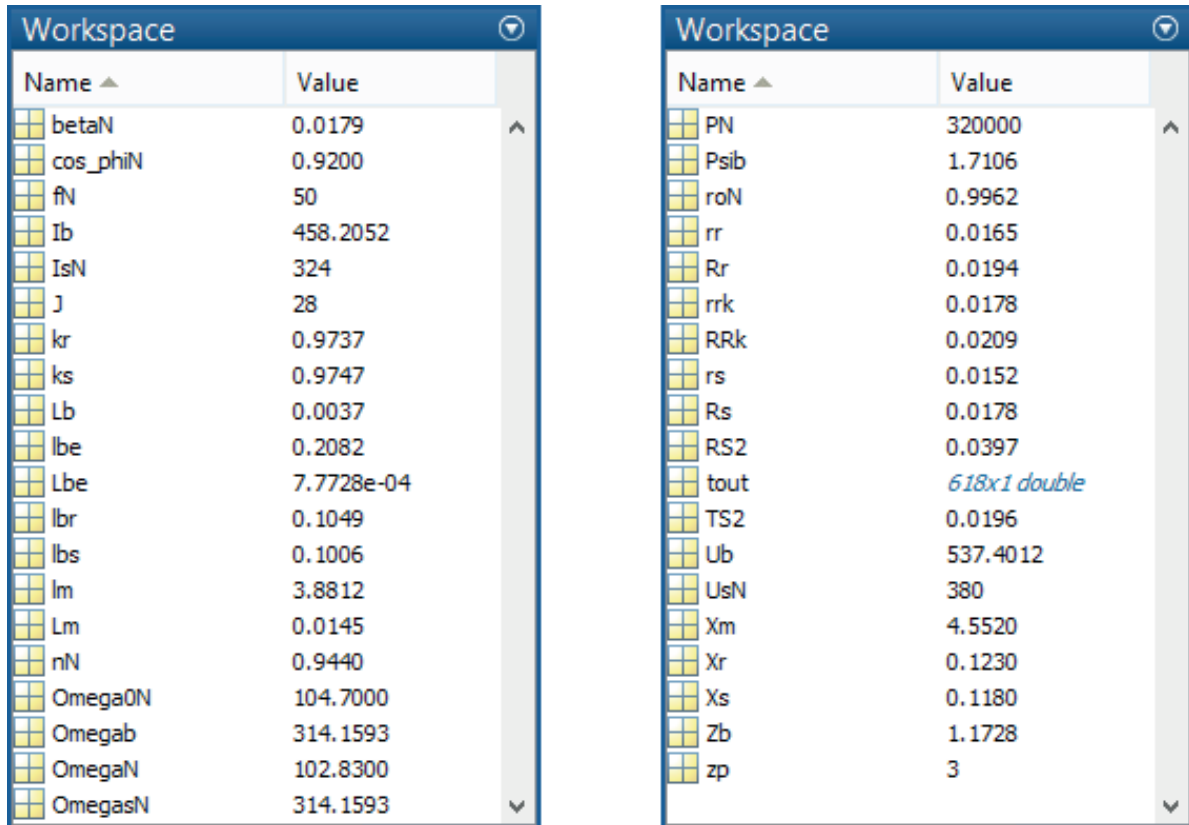 Workspace
Name Value
betaN 0.0179
cos_phiN 0.9200
fN 50
Ib 458.2052
IsN 324
J 28
kr 0.9737
ks 0.9747
Lb 0.0037
lbe 0.2082
Lbe 7.7728e-04
lbr 0.1049
lbs 0.1006
lm 3.8812
Lm 0.0145
nN 0.9440
Omega0N 104.7000
Omegab 314.1593
OmegaN 102.8300
OmegasN 314.1593
Workspace
Name Value
PN 320000
Psib 1.7106
roN 0.9962
rr 0.0165
Rr 0.0194
rrk 0.0178
RRk 0.0209
rs 0.0152
Rs 0.0178
RS2 0.0397
tout 618x1 double
TS2 0.0196
Ub 537.4012
UsN 380
Xm 4.5520
Xr 0.1230
Xs 0.1180
Zb 1.1728
zp 3